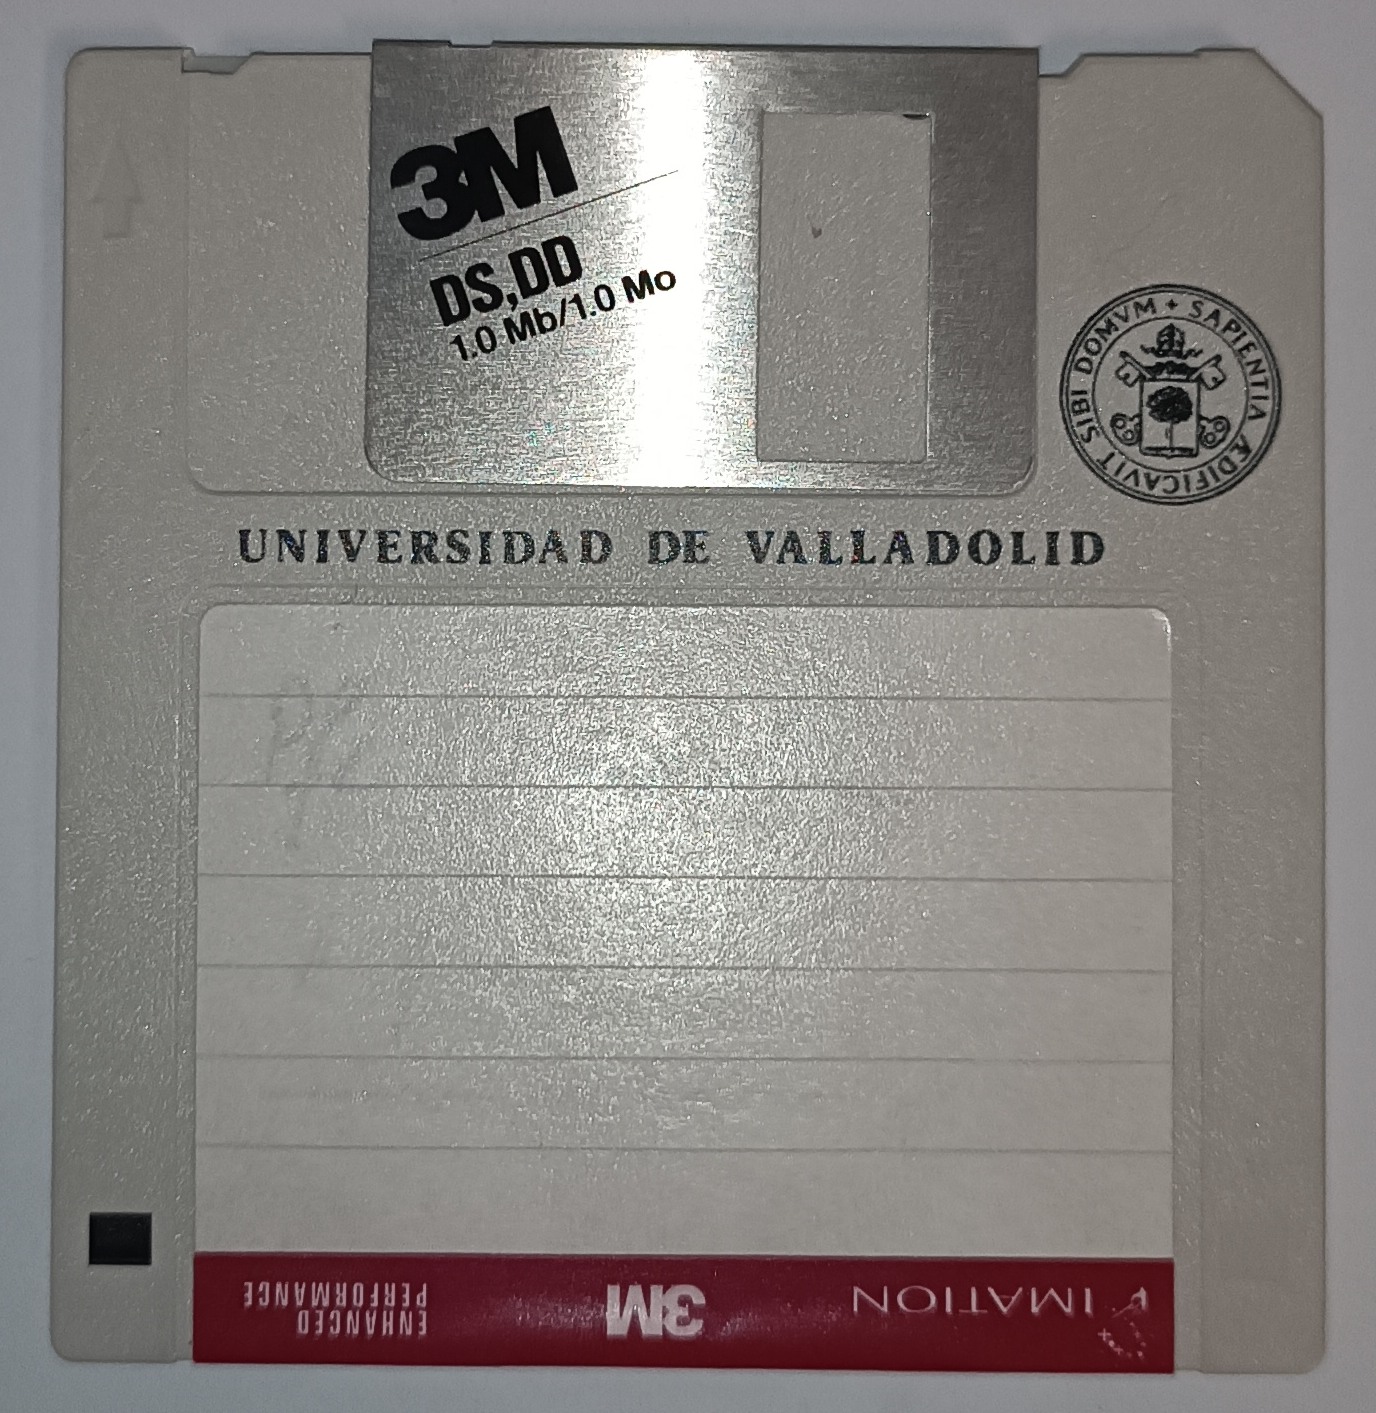 3M
DS,DD
1.0 Mb/1.0 Mo
SAPIENTIA ÆDIFICAVIT SIBI DOMVM +
UNIVERSIDAD DE VALLADOLID
IMATION
3M
ENHANCED
PERFORMANCE